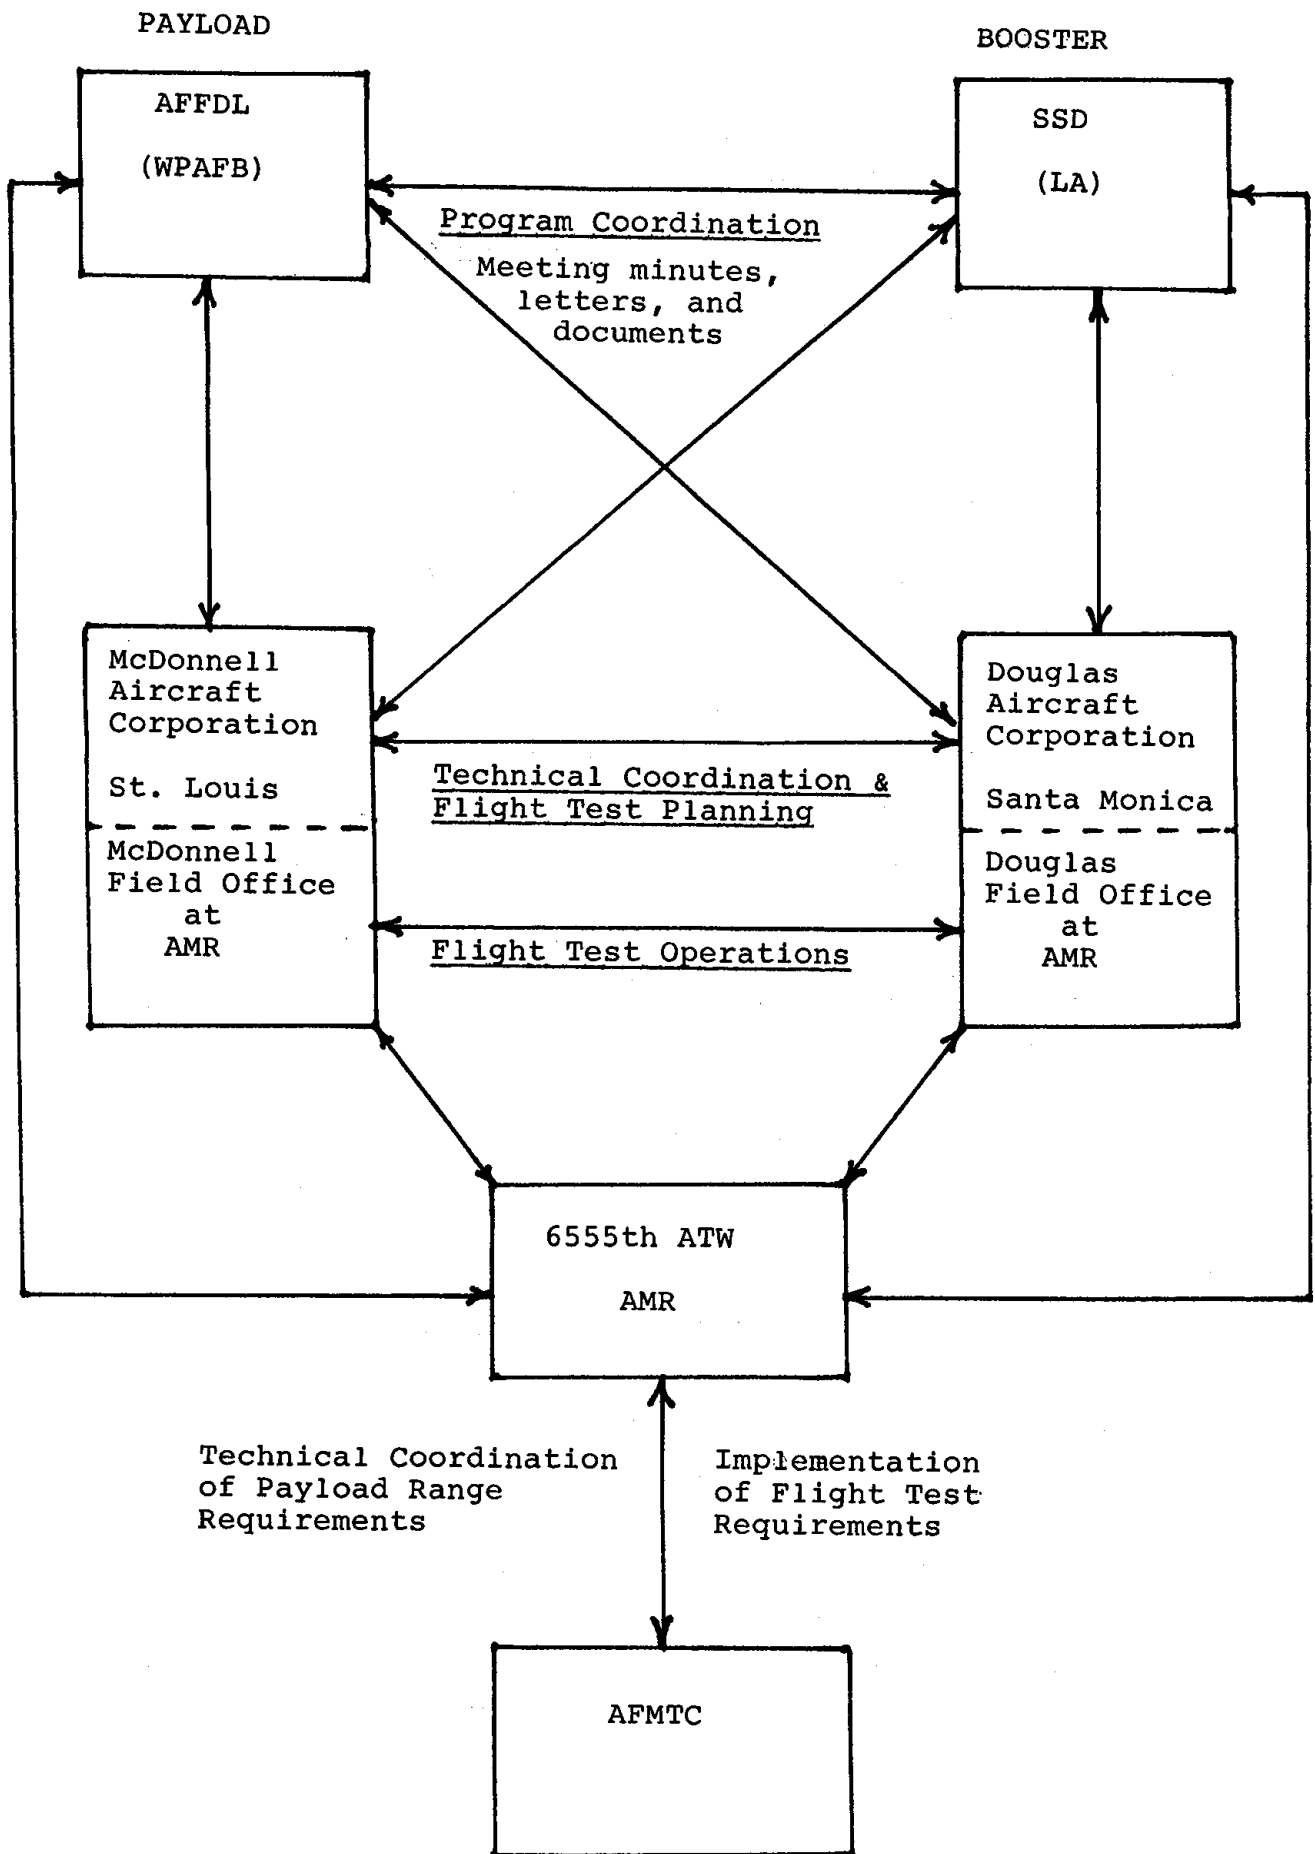 PAYLOAD
BOOSTER
AFFDL
(WPAFB)
SSD
(LA)
Program Coordination
Meeting minutes,
letters, and
documents
McDonnell
Aircraft
Corporation
St. Louis
McDonnell
Field Office
at
AMR
Technical Coordination &
Flight Test Planning
Flight Test Operations
Douglas
Aircraft
Corporation
Santa Monica
Douglas
Field Office
at
AMR
6555th ATW
AMR
Technical Coordination
of Payload Range
Requirements
Implementation
of Flight Test
Requirements
AFMTC